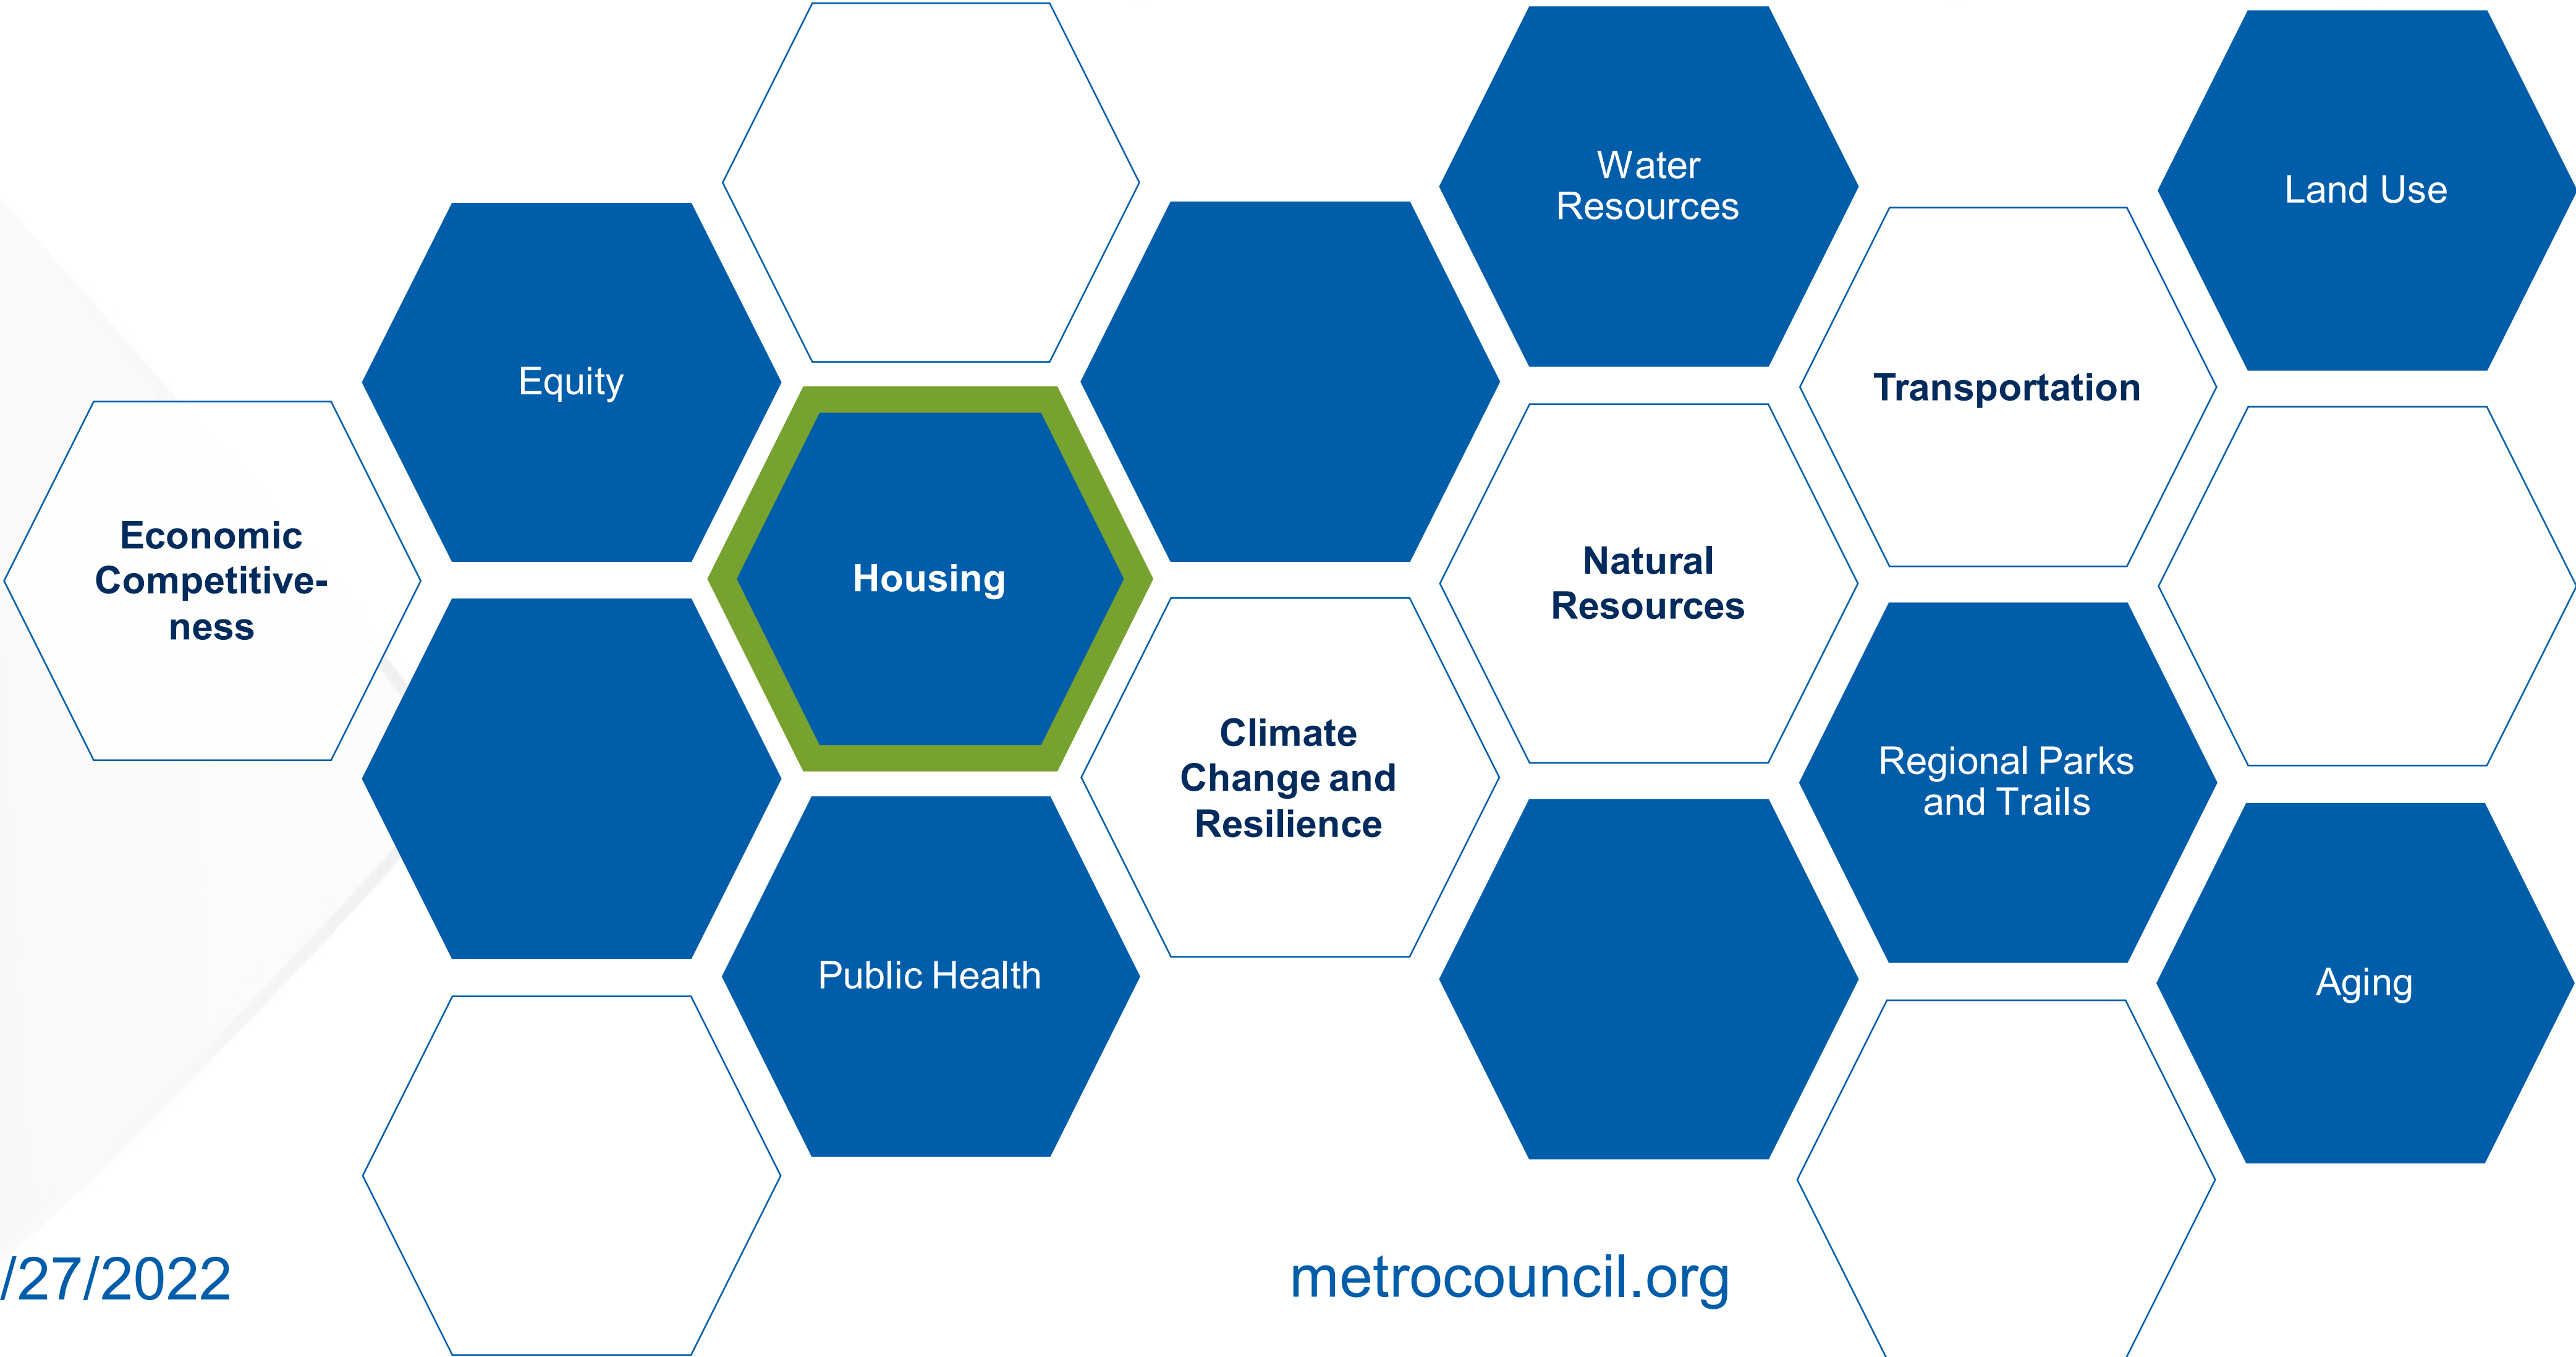 Water
Resources
Land Use
Equity
Transportation
Economic
Competitive-
ness
Housing
Natural
Resources
Climate
Change and
Resilience
Regional Parks
and Trails
Public Health
Aging
/27/2022
metrocouncil.org